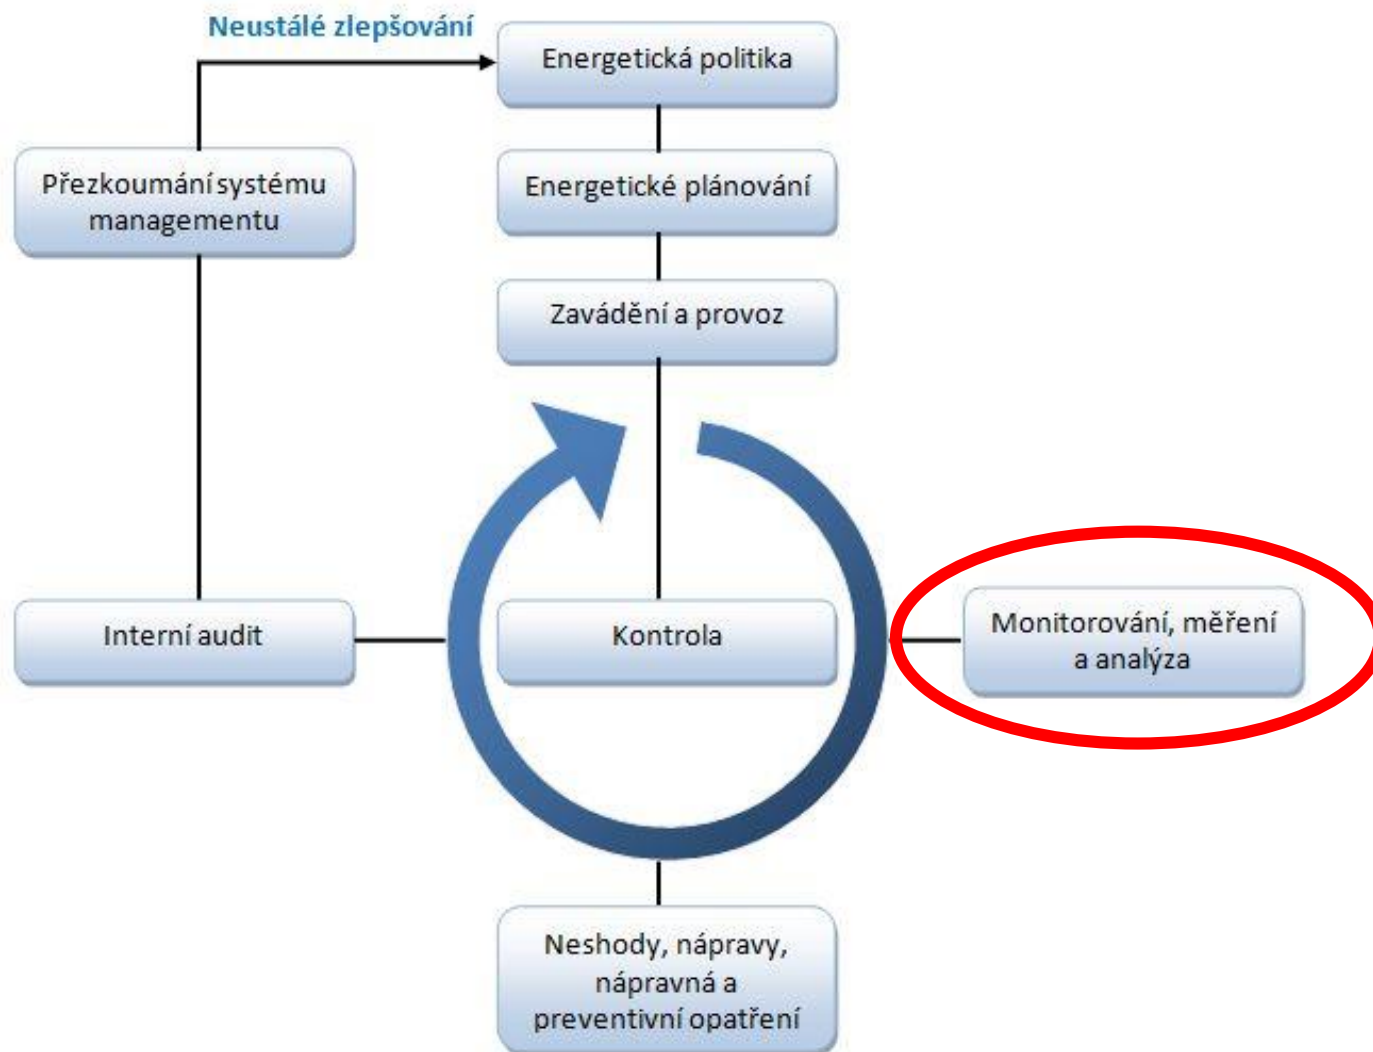 Neustálé zlepšování
Energetická politika
Přezkoumání systému
managementu
Energetické plánování
Zavádění a provoz
Interní audit
Kontrola
Monitorování, měření
a analýza
Neshody, nápravy,
nápravná a
preventivní opatření